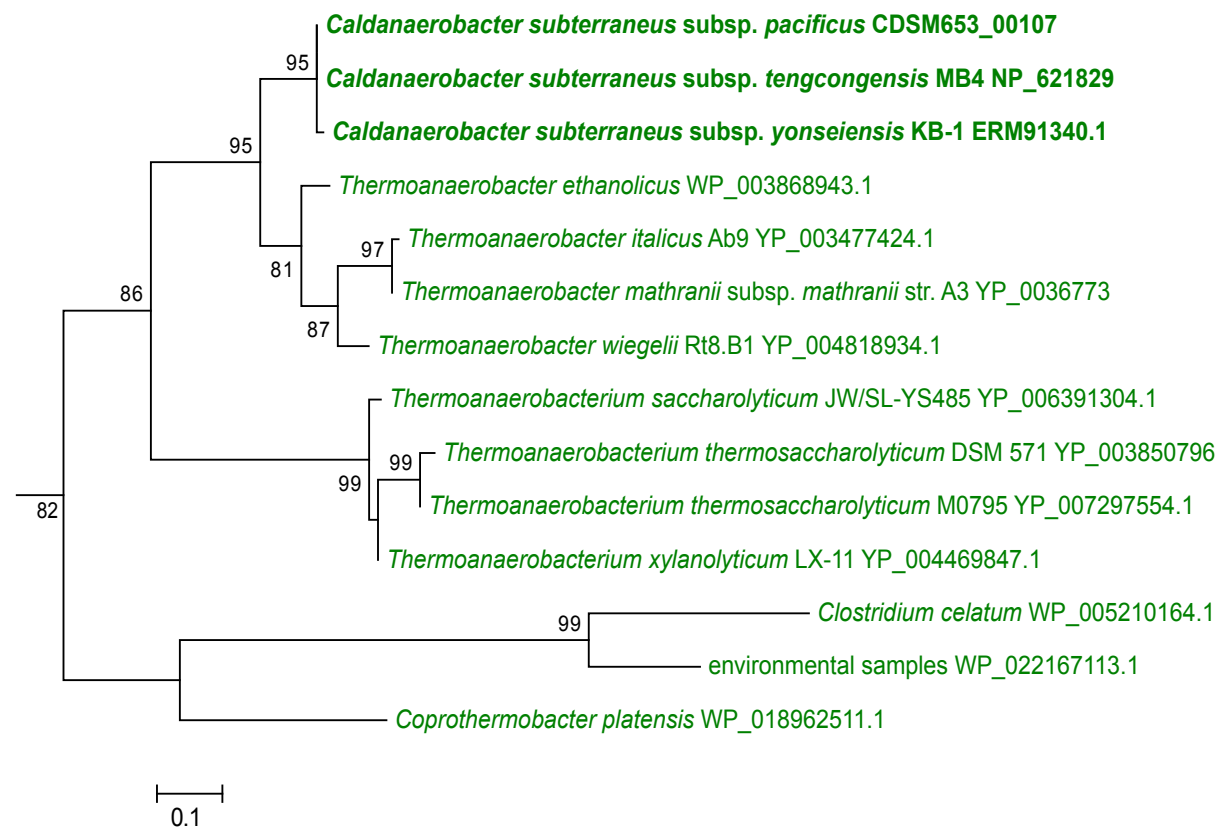 Caldanaerobacter subterraneus subsp. pacificus CDSM653_00107
95
Caldanaerobacter subterraneus subsp. tengcongensis MB4 NP_621829
Caldanaerobacter subterraneus subsp. yonseiensis KB-1 ERM91340.1
95
Thermoanaerobacter ethanolicus WP_003868943.1
Thermoanaerobacter italicus Ab9 YP_003477424.1
97
81
Thermoanaerobacter mathranii subsp. mathranii str. A3 YP_0036773
86
87
Thermoanaerobacter wiegelii Rt8.B1 YP_004818934.1
Thermoanaerobacterium saccharolyticum JW/SL-YS485 YP_006391304.1
Thermoanaerobacterium thermosaccharolyticum DSM 571 YP_003850796
99
99
Thermoanaerobacterium thermosaccharolyticum M0795 YP_007297554.1
82
Thermoanaerobacterium xylanolyticum LX-11 YP_004469847.1
Clostridium celatum WP_005210164.1
99
environmental samples WP_022167113.1
Coprothermobacter platensis WP_018962511.1
0.1